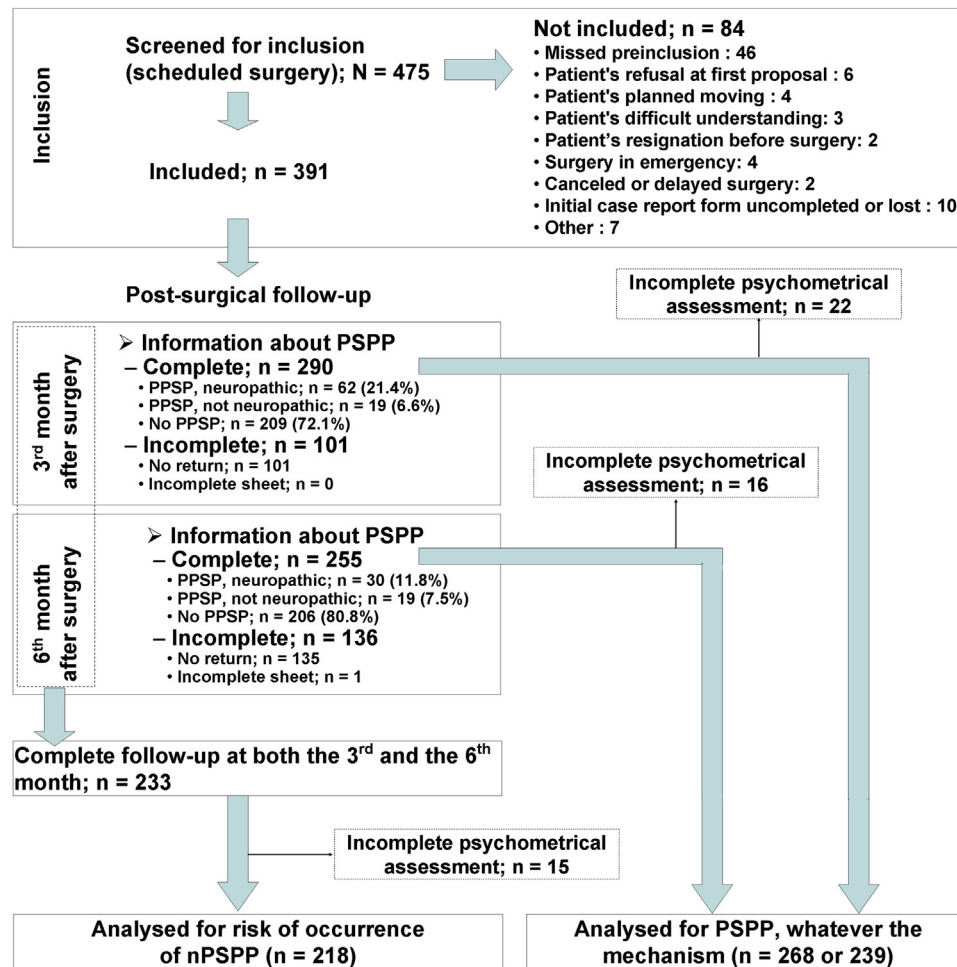 Inclusion
Screened for inclusion
(scheduled surgery); N = 475
Included; n = 391
Not included; n = 84
• Missed preinclusion : 46
• Patient's refusal at first proposal : 6
• Patient's planned moving : 4
• Patient's difficult understanding: 3
• Patient's resignation before surgery: 2
• Surgery in emergency: 4
• Canceled or delayed surgery: 2
• Initial case report form uncompleted or lost : 10
• Other : 7
Post-surgical follow-up
Incomplete psychometrical
assessment; n = 22
3rd month
after surgery
➢ Information about PSPP
– Complete; n = 290
• PPSP, neuropathic; n = 62 (21.4%)
• PPSP, not neuropathic; n = 19 (6.6%)
• No PPSP; n = 209 (72.1%)
– Incomplete; n = 101
• No return; n = 101
• Incomplete sheet; n = 0
Incomplete psychometrical
assessment; n = 16
6th month
after surgery
➢ Information about PSPP
– Complete; n = 255
• PPSP, neuropathic; n = 30 (11.8%)
• PPSP, not neuropathic; n = 19 (7.5%)
• No PPSP; n = 206 (80.8%)
– Incomplete; n = 136
• No return; n = 135
• Incomplete sheet; n = 1
Complete follow-up at both the 3rd and the 6th
month; n = 233
Incomplete psychometrical
assessment; n = 15
Analysed for risk of occurrence
of nPSPP (n = 218)
Analysed for PSPP, whatever the
mechanism (n = 268 or 239)